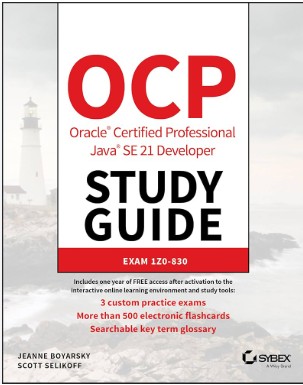 OCP
Oracle® Certified Professional
Java® SE 21 Developer
STUDY
GUIDE
EXAM 1Z0-830
Includes one year of FREE access after activation to the
interactive online learning environment and study tools:
3 custom practice exams
More than 500 electronic flashcards
Searchable key term glossary
JEANNE BOYARSKY
SCOTT SELIKOFF
SYBEX
A Wiley Brand